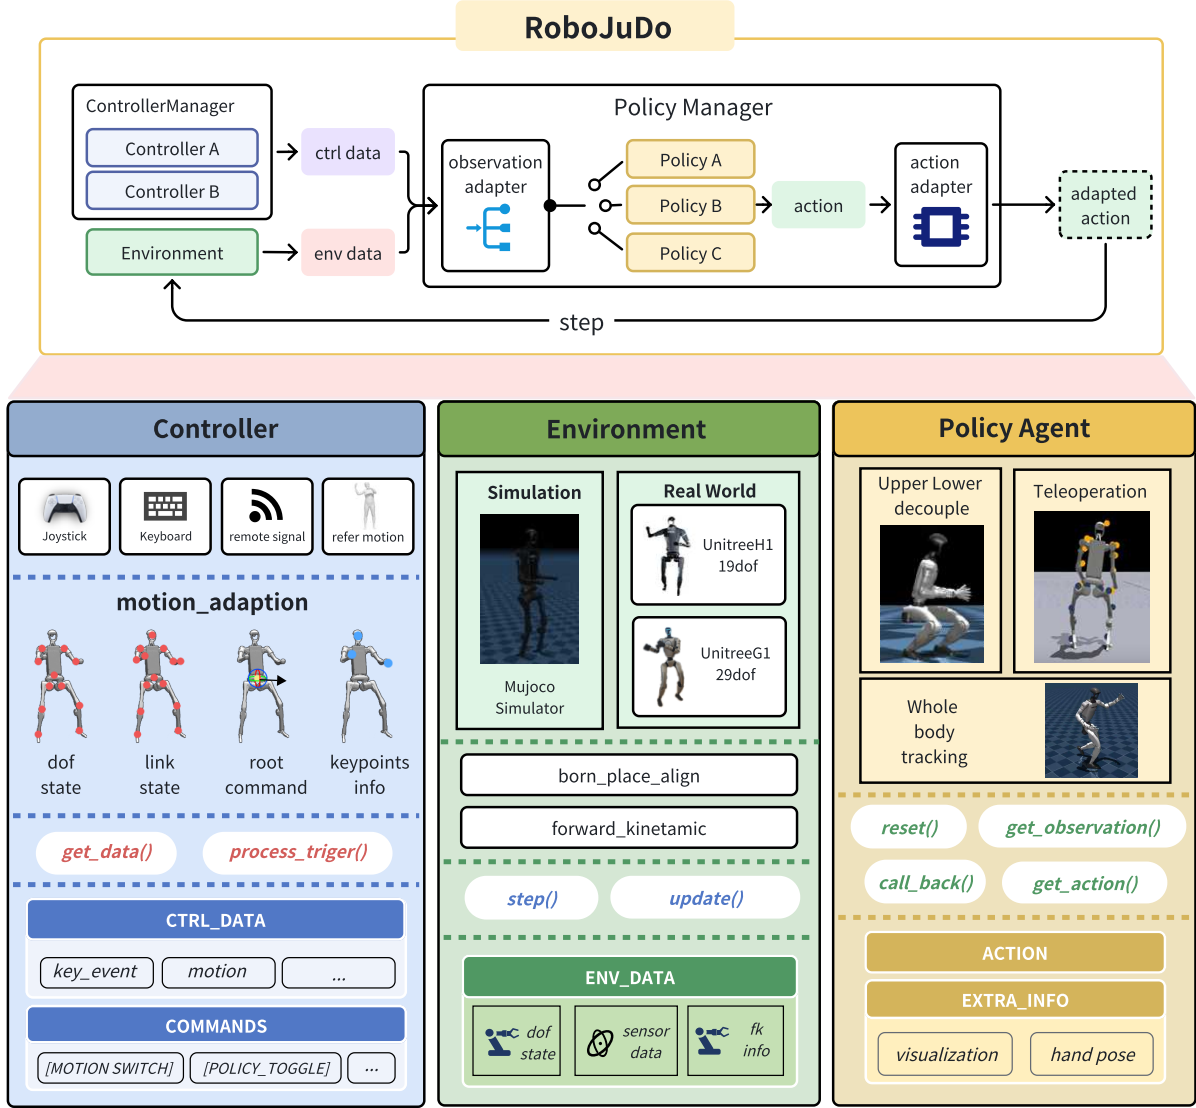 RoboJuDo
ControllerManager
Controller A
Controller B
Environment
ctrl data
env data
Policy Manager
observation
adapter
Policy A
Policy B
Policy C
action
action
adapter
adapted
action
step
Controller
Joystick
Keyboard
remote signal
refer motion
motion_adaption
dof
state
link
state
root
command
keypoints
info
get_data()
process_triger()
CTRL_DATA
key_event
motion
...
COMMANDS
[MOTION SWITCH]
[POLICY_TOGGLE]
...
Environment
Simulation
Mujoco
Simulator
Real World
UnitreeH1
19dof
UnitreeG1
29dof
born_place_align
forward_kinetamic
step()
update()
ENV_DATA
dof
state
sensor
data
fk
info
Policy Agent
Upper Lower
decouple
Teleoperation
Whole
body
tracking
reset()
get_observation()
call_back()
get_action()
ACTION
EXTRA_INFO
visualization
hand pose